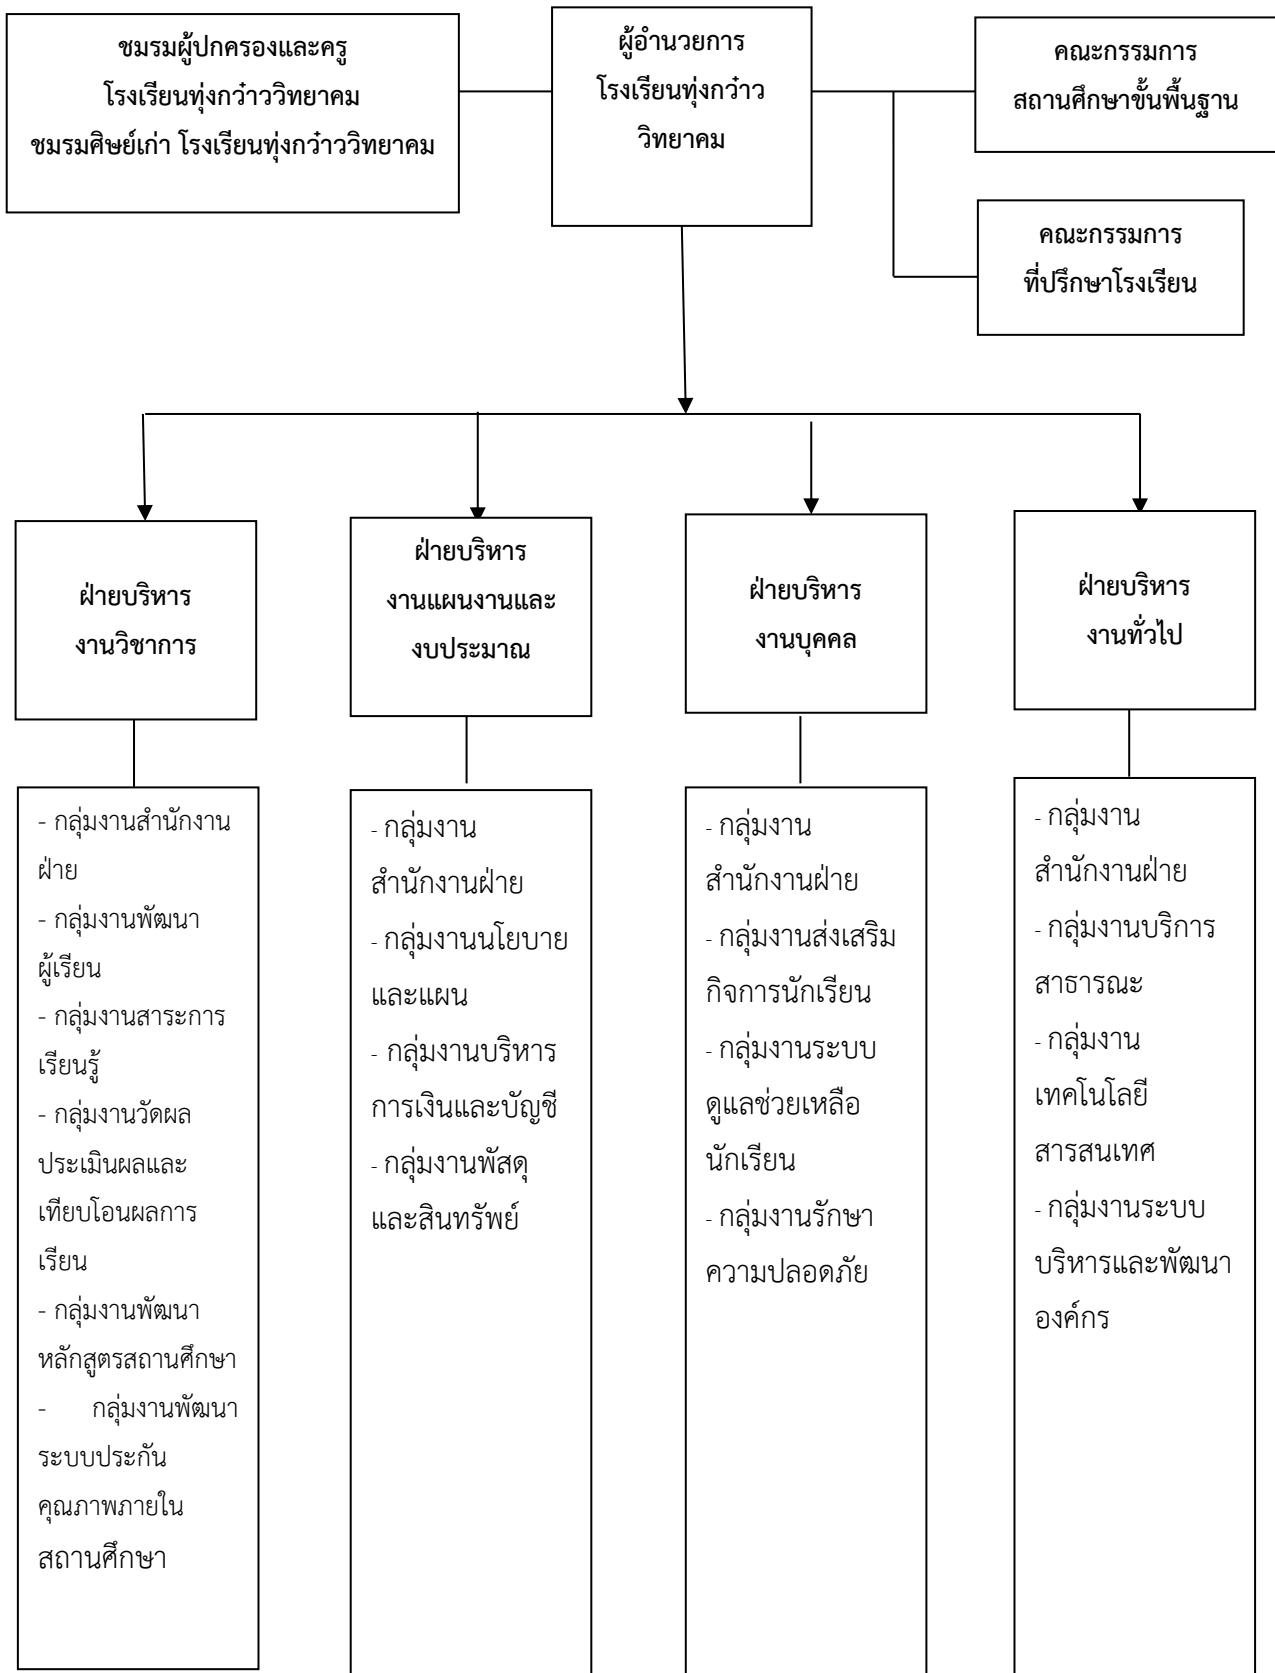 ชมรมผู้ปกครองและครู
โรงเรียนทุ่งกว๋าววิทยาคม
ชมรมศิษย์เก่า โรงเรียนทุ่งกว๋าววิทยาคม
ผู้อำนวยการ
โรงเรียนทุ่งกว๋าว
วิทยาคม
คณะกรรมการ
สถานศึกษาขั้นพื้นฐาน
คณะกรรมการ
ที่ปรึกษาโรงเรียน
ฝ่ายบริหาร
งานวิชาการ
ฝ่ายบริหาร
งานแผนงานและ
งบประมาณ
ฝ่ายบริหาร
งานบุคคล
ฝ่ายบริหาร
งานทั่วไป
- กลุ่มงานสำนักงาน
ฝ่าย
- กลุ่มงานพัฒนา
ผู้เรียน
- กลุ่มงานสาระการ
เรียนรู้
- กลุ่มงานวัดผล
ประเมินผลและ
เทียบโอนผลการ
เรียน
- กลุ่มงานพัฒนา
หลักสูตรสถานศึกษา
- กลุ่มงานพัฒนา
ระบบประกัน
คุณภาพภายใน
สถานศึกษา
- กลุ่มงาน
สำนักงานฝ่าย
- กลุ่มงานนโยบาย
และแผน
- กลุ่มงานบริหาร
การเงินและบัญชี
- กลุ่มงานพัสดุ
และสินทรัพย์
- กลุ่มงาน
สำนักงานฝ่าย
- กลุ่มงานส่งเสริม
กิจการนักเรียน
- กลุ่มงานระบบ
ดูแลช่วยเหลือ
นักเรียน
- กลุ่มงานรักษา
ความปลอดภัย
- กลุ่มงาน
สำนักงานฝ่าย
- กลุ่มงานบริการ
สาธารณะ
- กลุ่มงาน
เทคโนโลยี
สารสนเทศ
- กลุ่มงานระบบ
บริหารและพัฒนา
องค์กร